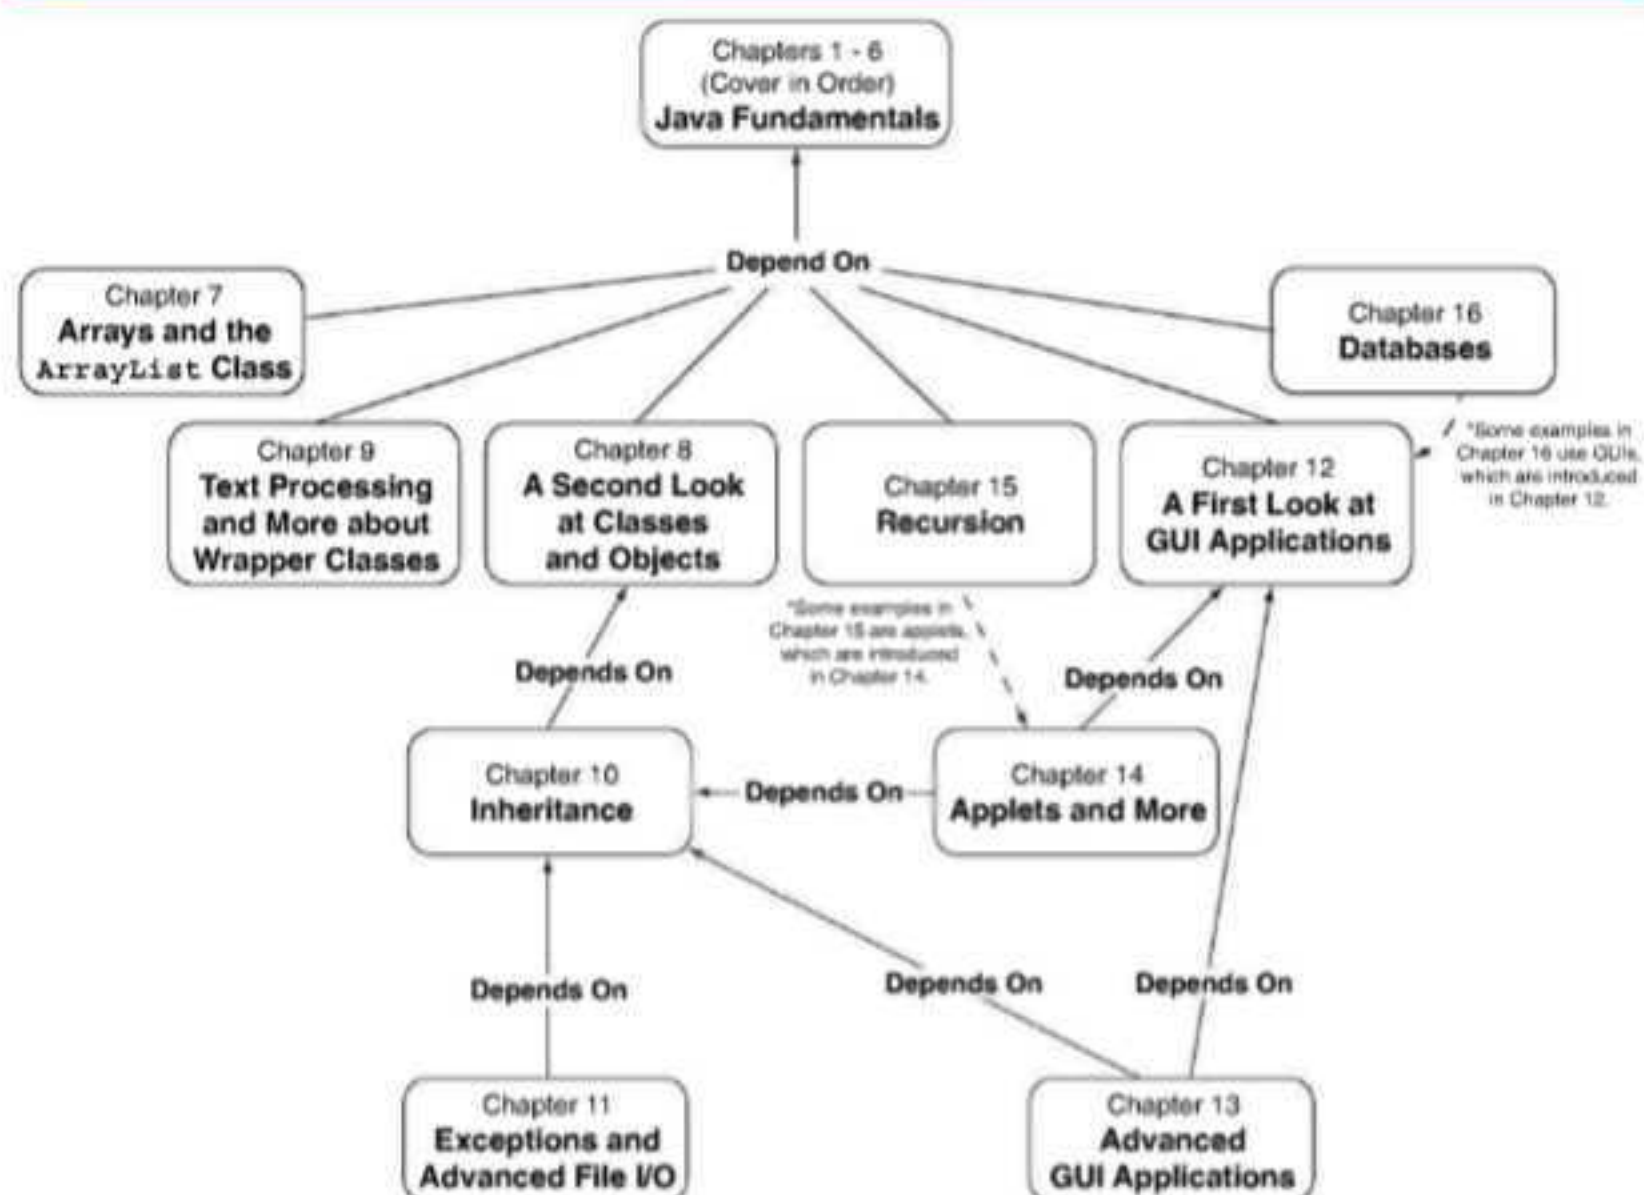 Chapters 1 - 6
(Cover in Order)
Java Fundamentals
Depend On
Chapter 7
Arrays and the
ArrayList Class
Chapter 16
Databases
Chapter 9
Text Processing
and More about
Wrapper Classes
Chapter 8
A Second Look
at Classes
and Objects
Chapter 15
Recursion
Chapter 12
A First Look at
GUI Applications
*Some examples in
Chapter 16 use GUIs,
which are introduced
in Chapter 12.
*Some examples in
Chapter 15 are applets,
which are introduced
in Chapter 14.
Depends On
Depends On
Chapter 10
Inheritance
Depends On
Chapter 14
Applets and More
Depends On
Depends On
Depends On
Chapter 11
Exceptions and
Advanced File I/O
Chapter 13
Advanced
GUI Applications